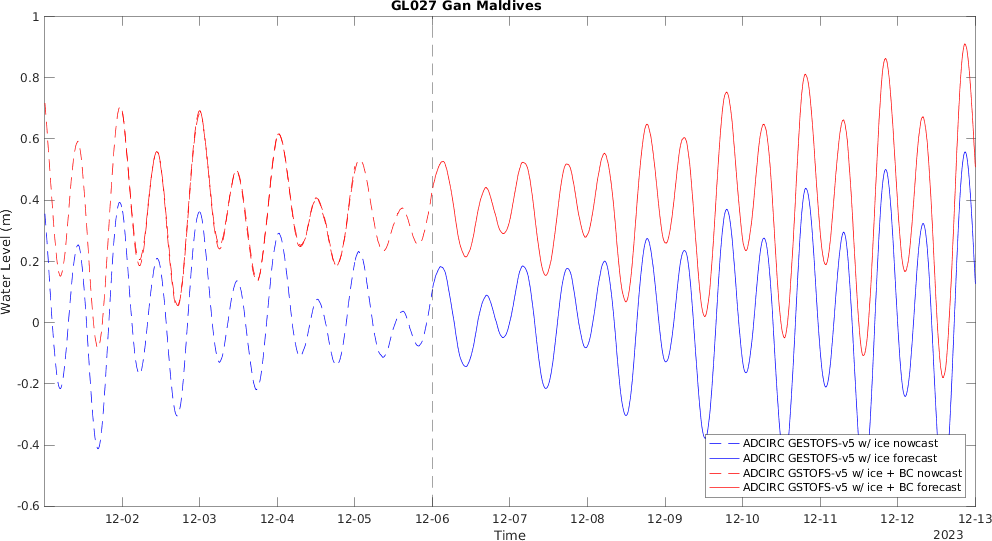 GL027 Gan Maldives
Water Level (m)
1
0.8
0.6
0.4
0.2
0
-0.2
-0.4
-0.6
ADCIRC GESTOFS-v5 w/ ice nowcast
ADCIRC GESTOFS-v5 w/ ice forecast
ADCIRC GSTOFS-v5 w/ ice + BC nowcast
ADCIRC GSTOFS-v5 w/ ice + BC forecast
12-02 12-03 12-04 12-05 12-06 12-07 12-08 12-09 12-10 12-11 12-12 12-13
Time
2023